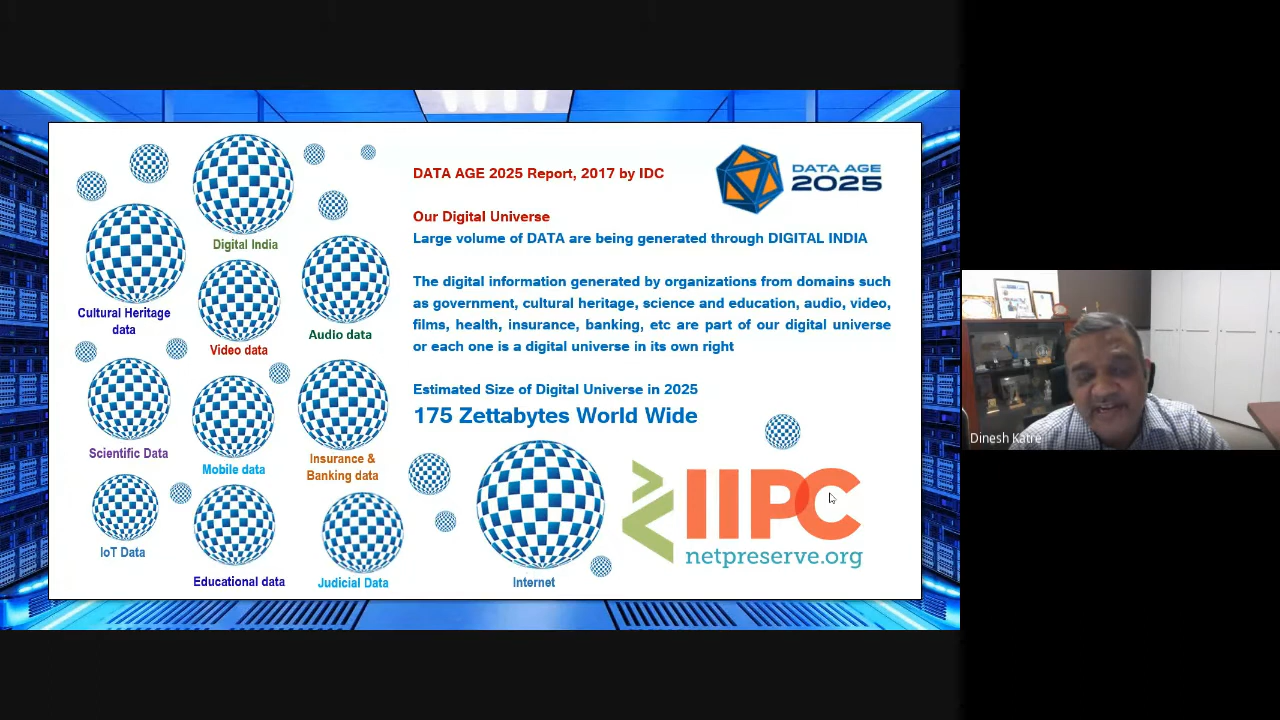 Digital India
Cultural Heritage
data
Video data
Audio data
Scientific Data
Mobile data
Insurance &
Banking data
IoT Data
Educational data
Judicial Data
DATA AGE 2025 Report, 2017 by IDC
DATA AGE
2025
Our Digital Universe
Large volume of DATA are being generated through DIGITAL INDIA
The digital information generated by organizations from domains such
as government, cultural heritage, science and education, audio, video,
films, health, insurance, banking, etc are part of our digital universe
or each one is a digital universe in its own right
Estimated Size of Digital Universe in 2025
175 Zettabytes World Wide
Internet
IIPC
netpreserve.org
Dinesh Katre